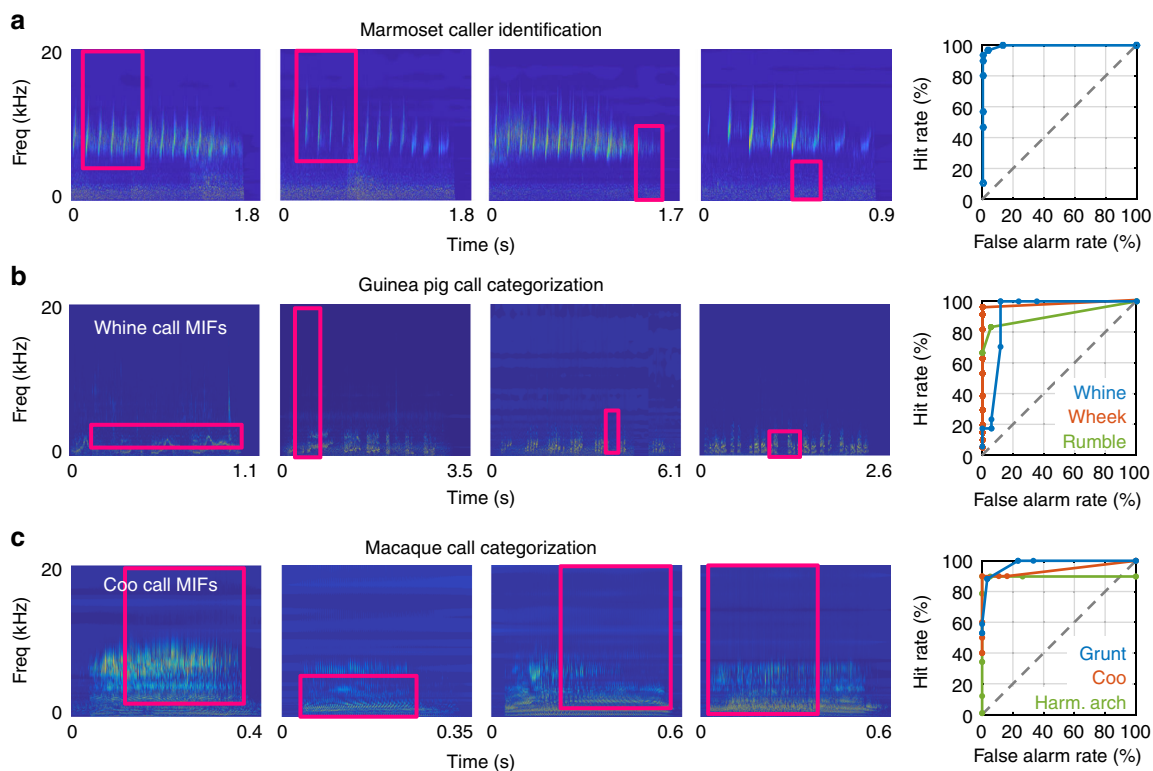 a
Marmoset caller identification
20
Freq (kHz)
0
0 1.8
0 1.8
0 1.7
0 0.9
Time (s)
100
80
60
40
20
0
Hit rate (%)
0 20 40 60 80 100
False alarm rate (%)
b
Guinea pig call categorization
20
Freq (kHz)
0
Whine call MIFs
0 1.1
0 3.5
0 6.1
0 2.6
Time (s)
100
80
60
40
20
0
Hit rate (%)
Whine
Wheek
Rumble
0 20 40 60 80 100
False alarm rate (%)
c
Macaque call categorization
20
Freq (kHz)
0
Coo call MIFs
0 0.4
0 0.35
0 0.6
0 0.6
Time (s)
100
80
60
40
20
0
Hit rate (%)
Grunt
Coo
Harm. arch
0 20 40 60 80 100
False alarm rate (%)